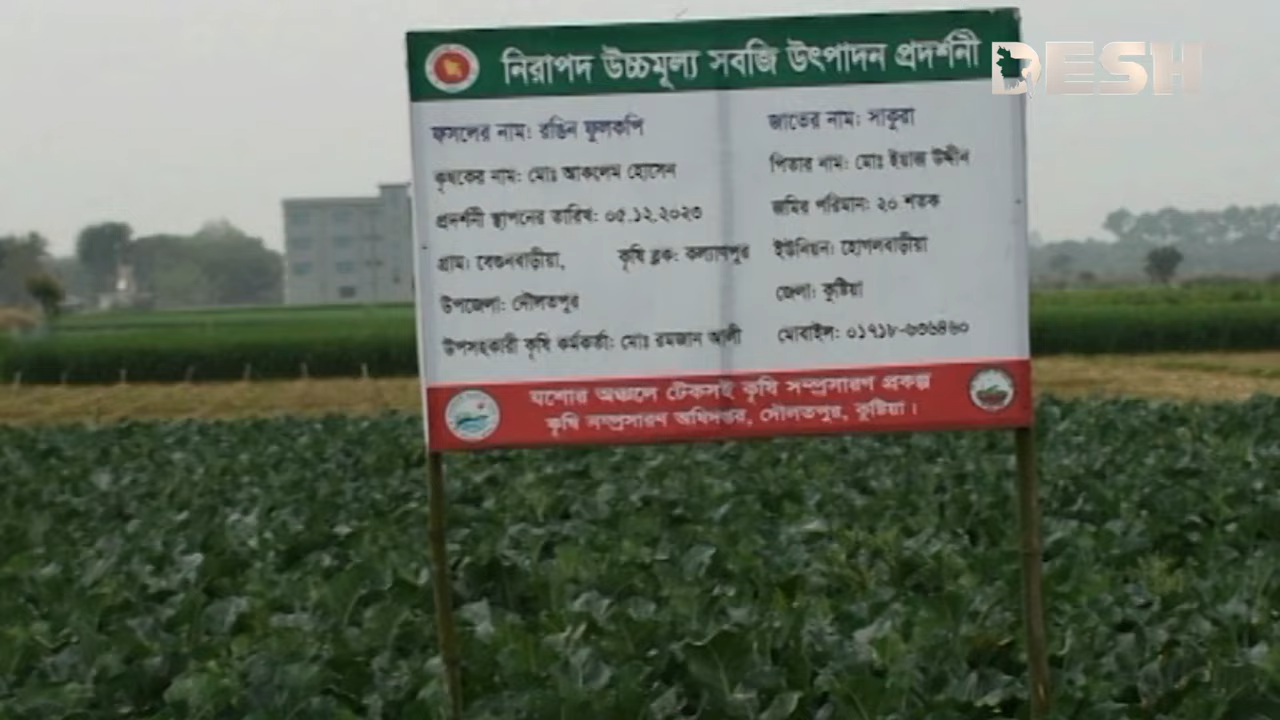 নিরাপদ উচ্চমূল্য সবজি উৎপাদন প্রদর্শনী
DESH
ফসলের নাম: রঙিন ফুলকপি জাতের নাম: সাকুরা
কৃষকের নাম: মোঃ আকলেম হোসেন পিতার নাম: মোঃ ইয়াজ উদ্দীন
প্রদর্শনী স্থাপনের তারিখ: ০৫.১২.২০২৩ জমির পরিমান: ২০ শতক
গ্রাম: বেগুনবাড়ীয়া, কৃষি ব্লক: কল্যাণপুর ইউনিয়ন: হোগলবাড়ীয়া
উপজেলা: দৌলতপুর জেলা: কুষ্টিয়া
উপসহকারী কৃষি কর্মকর্তা: মোঃ রমজান আলী মোবাইল: ০১৭১৮-৬৩৬৪৬০
যশোর অঞ্চলে টেকসই কৃষি সম্প্রসারণ প্রকল্প
কৃষি সম্প্রসারণ অধিদপ্তর, দৌলতপুর, কুষ্টিয়া।